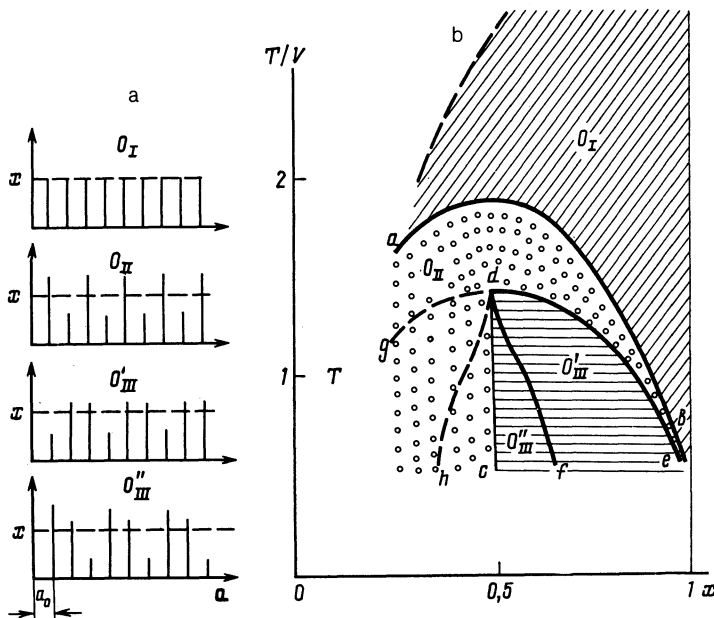 a
x
O_I
x
O_II
x
O'_III
x
O''_III
a_0
a
b
T/V
2
1
T
0
0,5
1
x
O_I
a
O_II
d
g
O'_III
O''_III
h
c
f
e
b